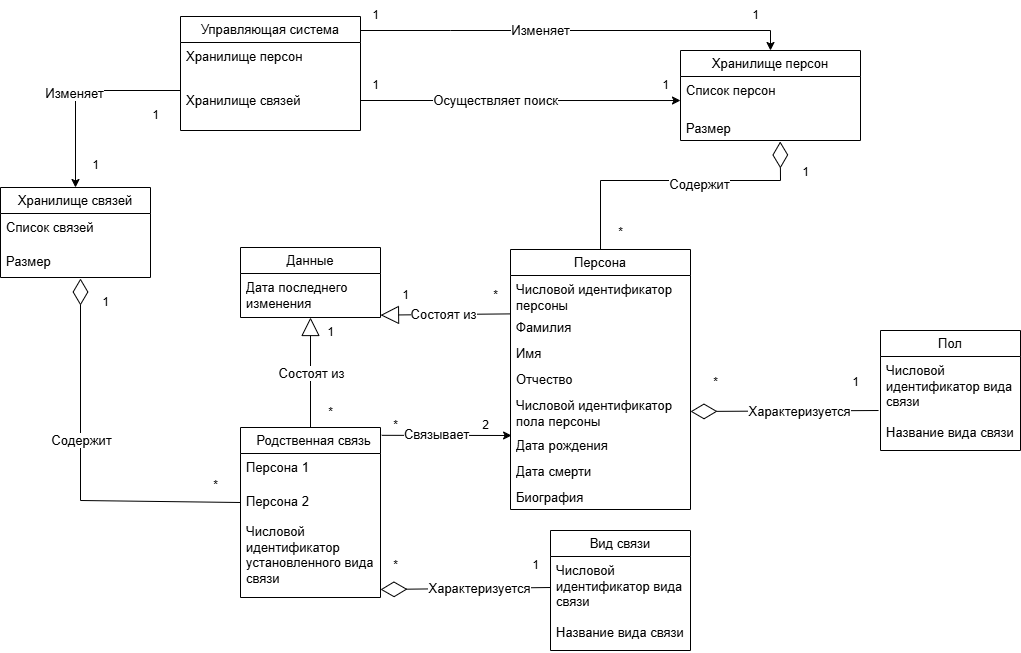 Управляющая система
Хранилище персон
Хранилище связей
1
Изменяет
1
Хранилище персон
Список персон
Размер
1
Осуществляет поиск
1
Изменяет
1
1
Хранилище связей
Список связей
Размер
1
1
Содержит
*
Данные
Дата последнего
изменения
1
Состоят из
*
Персона
Числовой идентификатор
персоны
Фамилия
Имя
Отчество
Числовой идентификатор
пола персоны
Дата рождения
Дата смерти
Биография
1
Состоят из
*
Пол
Числовой
идентификатор вида
связи
Название вида связи
*
Характеризуется
1
Содержит
*
Родственная связь
Персона 1
Персона 2
Числовой
идентификатор
установленного вида
связи
*
Связывает
2
*
Характеризуется
1
Вид связи
Числовой
идентификатор вида
связи
Название вида связи